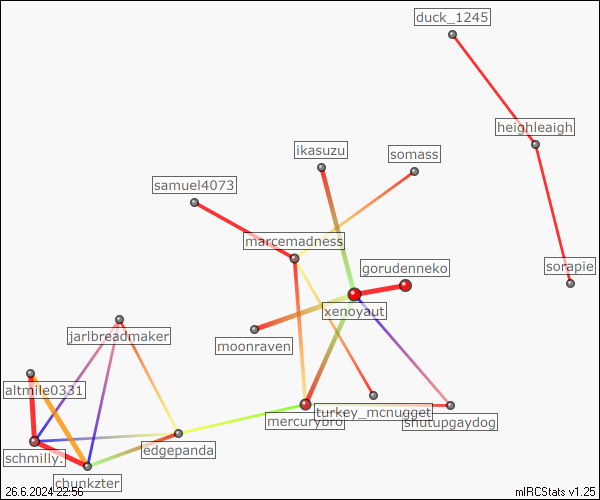 duck_1245
heighleaigh
ikasuzu
somass
samuel4073
marcemadness
gorudenneko
sorapie
xenoyaut
jarlbreadmaker
moonraven
altmile0331
turkey_mcnugget
mercurybro
shutupgaydog
edgepanda
schmilly.
chunkzter
26.6.2024 22:56
mIRCStats v1.25